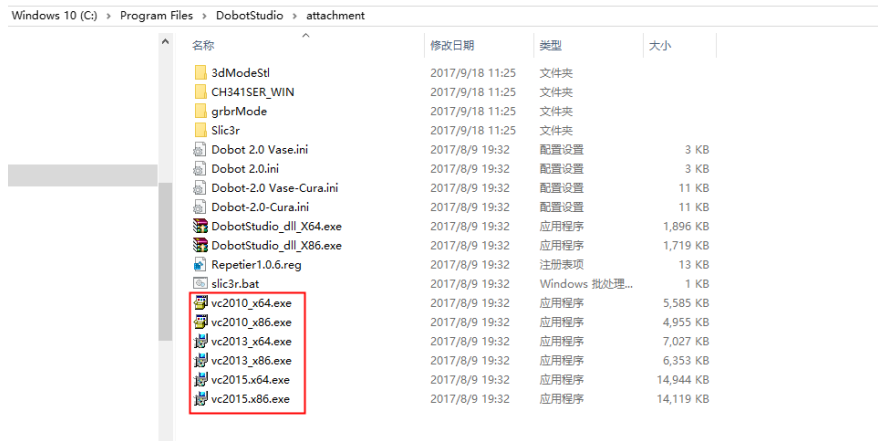 Windows 10 (C:) › Program Files › DobotStudio › attachment
名称 修改日期 类型 大小
3dModeStl 2017/9/18 11:25 文件夹
CH341SER_WIN 2017/9/18 11:25 文件夹
grbrMode 2017/9/18 11:25 文件夹
Slic3r 2017/9/18 11:25 文件夹
Dobot 2.0 Vase.ini 2017/8/9 19:32 配置设置 3 KB
Dobot 2.0.ini 2017/8/9 19:32 配置设置 3 KB
Dobot-2.0 Vase-Cura.ini 2017/8/9 19:32 配置设置 11 KB
Dobot-2.0-Cura.ini 2017/8/9 19:32 配置设置 11 KB
DobotStudio_dll_X64.exe 2017/8/9 19:32 应用程序 1,896 KB
DobotStudio_dll_X86.exe 2017/8/9 19:32 应用程序 1,719 KB
Repetier1.0.6.reg 2017/8/9 19:32 注册表项 13 KB
slic3r.bat 2017/8/9 19:32 Windows 批处理... 1 KB
vc2010_x64.exe 2017/8/9 19:32 应用程序 5,585 KB
vc2010_x86.exe 2017/8/9 19:32 应用程序 4,955 KB
vc2013_x64.exe 2017/8/9 19:32 应用程序 7,027 KB
vc2013_x86.exe 2017/8/9 19:32 应用程序 6,353 KB
vc2015.x64.exe 2017/8/9 19:32 应用程序 14,944 KB
vc2015.x86.exe 2017/8/9 19:32 应用程序 14,119 KB